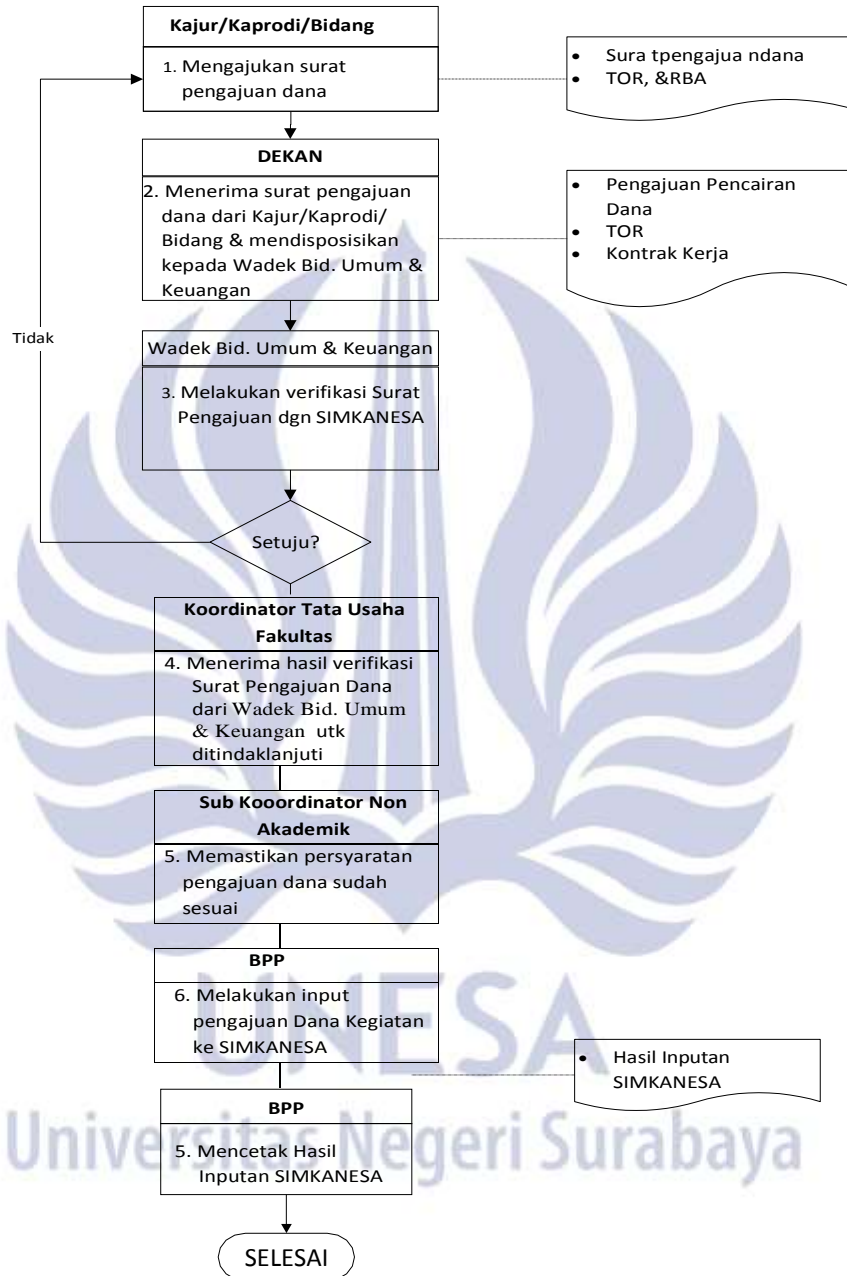 Kajur/Kaprodi/Bidang
1. Mengajukan surat
pengajuan dana
• Sura tpengajua ndana
• TOR, &RBA
DEKAN
2. Menerima surat pengajuan
dana dari Kajur/Kaprodi/
Bidang & mendisposisikan
kepada Wadek Bid. Umum &
Keuangan
• Pengajuan Pencairan
Dana
• TOR
• Kontrak Kerja
Tidak
Wadek Bid. Umum & Keuangan
3. Melakukan verifikasi Surat
Pengajuan dgn SIMKANESA
Setuju?
Koordinator Tata Usaha
Fakultas
4. Menerima hasil verifikasi
Surat Pengajuan Dana
dari Wadek Bid. Umum
& Keuangan utk
ditindaklanjuti
Sub Kooordinator Non
Akademik
5. Memastikan persyaratan
pengajuan dana sudah
sesuai
BPP
6. Melakukan input
pengajuan Dana Kegiatan
ke SIMKANESA
• Hasil Inputan
SIMKANESA
BPP
5. Mencetak Hasil
Inputan SIMKANESA
SELESAI
UNESA
Universitas Negeri Surabaya